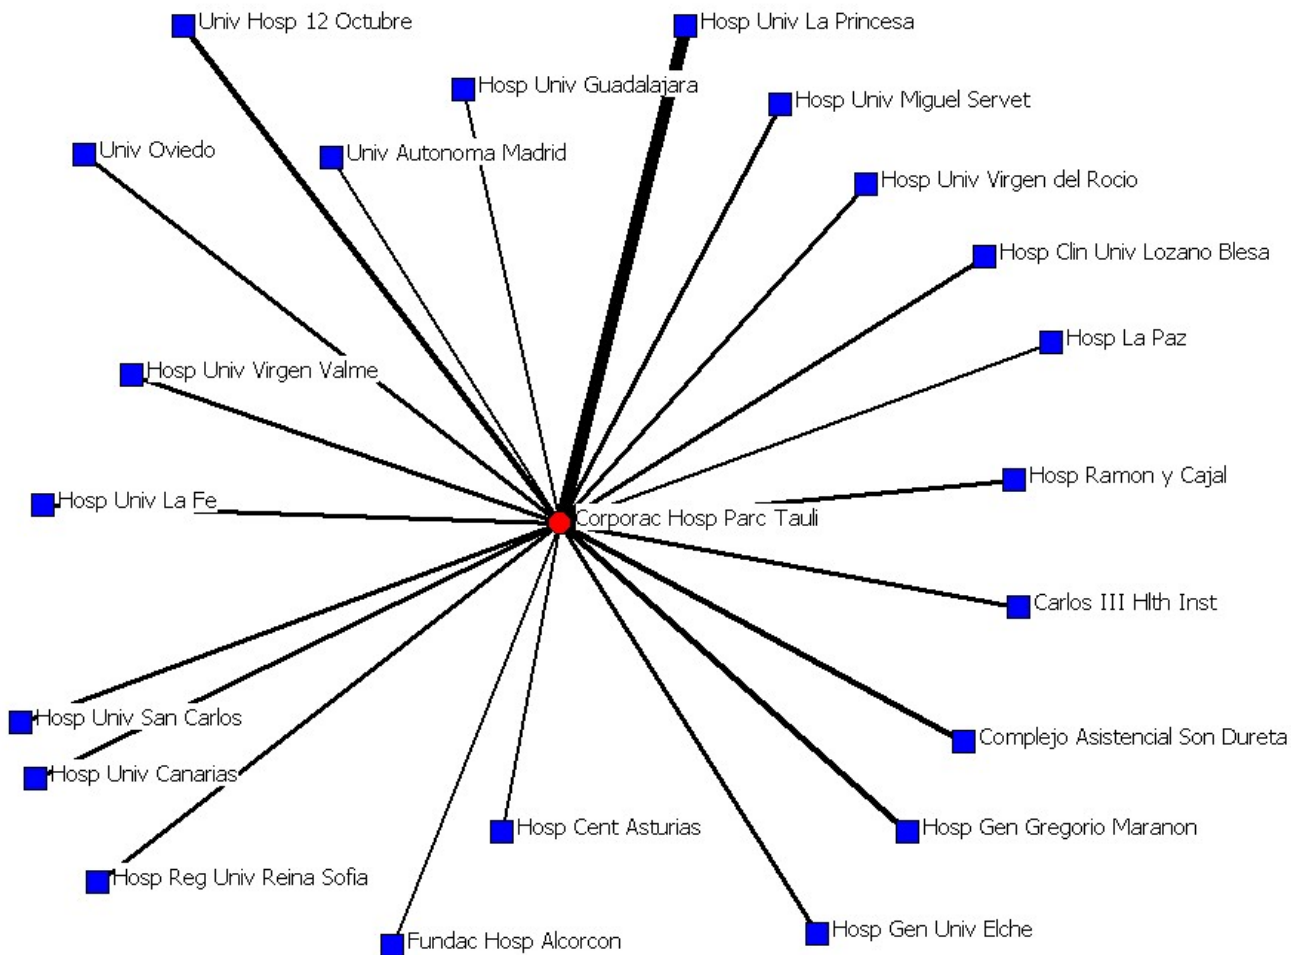 Univ Hosp 12 Octubre
Hosp Univ La Princesa
Hosp Univ Guadalajara
Hosp Univ Miguel Servet
Univ Oviedo
Univ Autonoma Madrid
Hosp Univ Virgen del Rocio
Hosp Clin Univ Lozano Blesa
Hosp La Paz
Hosp Univ Virgen Valme
Hosp Ramon y Cajal
Hosp Univ La Fe
Corporac Hosp Parc Tauli
Carlos III Hlth Inst
Hosp Univ San Carlos
Complejo Asistencial Son Dureta
Hosp Univ Canarias
Hosp Cent Asturias
Hosp Gen Gregorio Maranon
Hosp Reg Univ Reina Sofia
Hosp Gen Univ Elche
Fundac Hosp Alcorcon